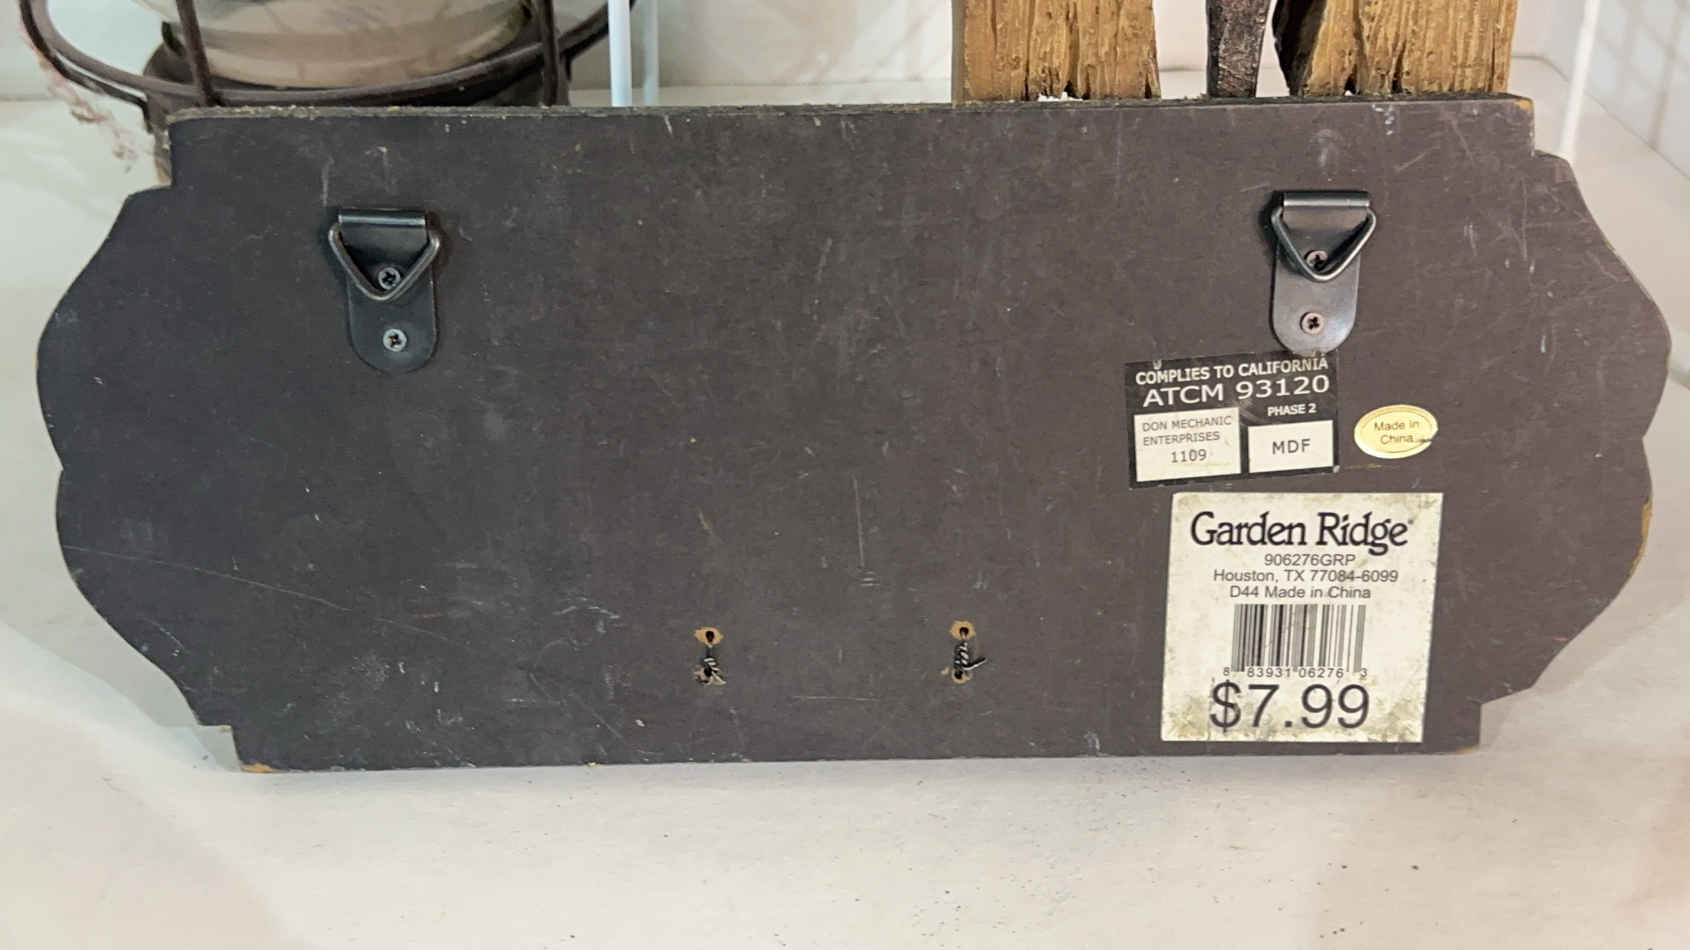 COMPLIES TO CALIFORNIA
ATCM 93120
PHASE 2
DON MECHANIC
ENTERPRISES
1109
MDF
Made In
China
Garden Ridge
906276GRP
Houston, TX 77084-6099
D44 Made in China
8 83931 06276 3
$7.99